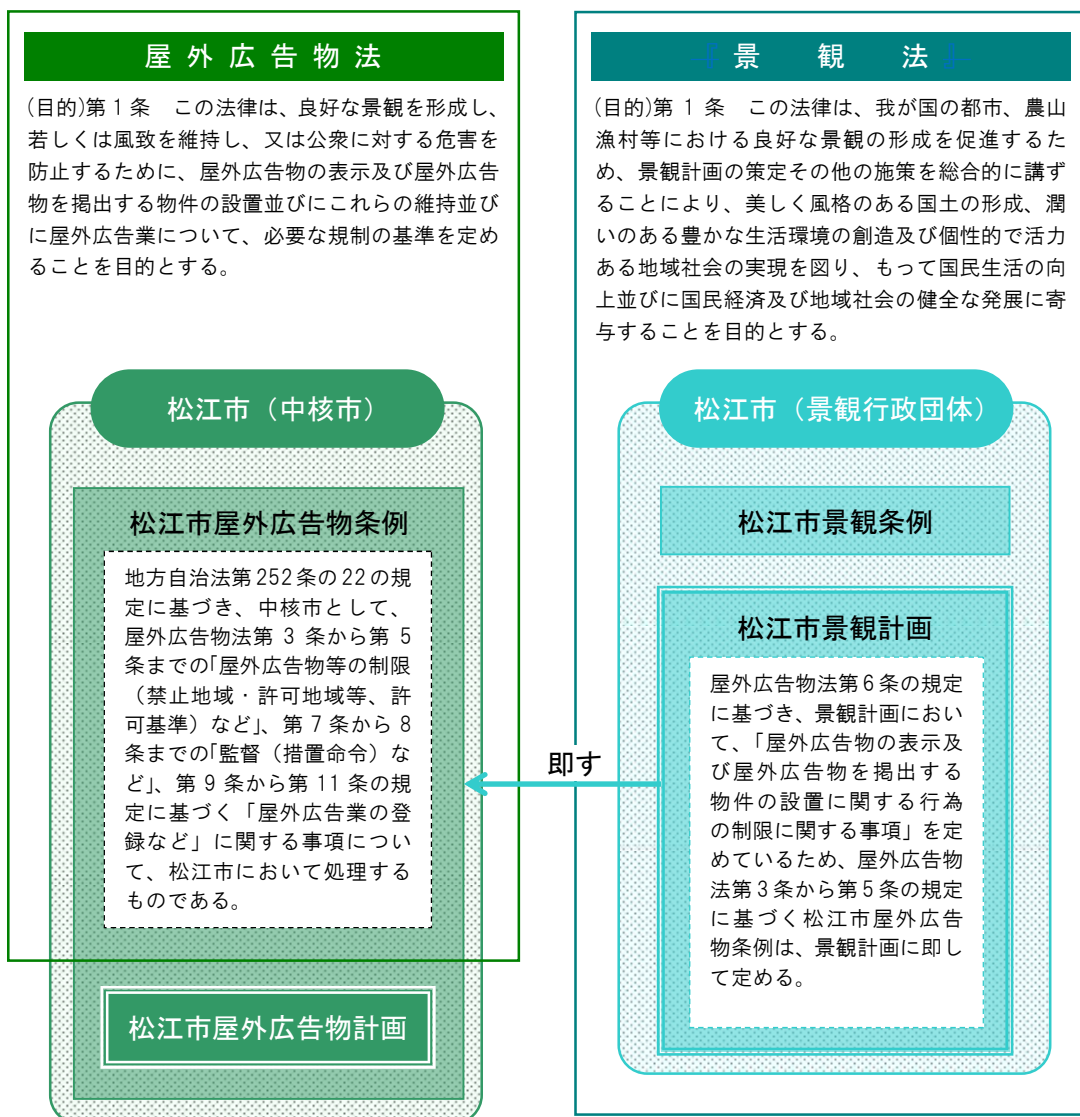 屋外広告物法
(目的)第1条　この法律は、良好な景観を形成し、
若しくは風致を維持し、又は公衆に対する危害を
防止するために、屋外広告物の表示及び屋外広告
物を掲出する物件の設置並びにこれらの維持並び
に屋外広告業について、必要な規制の基準を定め
ることを目的とする。
松江市（中核市）
松江市屋外広告物条例
地方自治法第252条の22の規
定に基づき、中核市として、
屋外広告物法第 3 条から第 5
条までの「屋外広告物等の制限
（禁止地域・許可地域等、許
可基準）など」、第 7 条から 8
条までの「監督（措置命令）な
ど」、第 9 条から第 11 条の規
定に基づく「屋外広告業の登
録など」に関する事項につい
て、松江市において処理する
ものである。
松江市屋外広告物計画
即す
『景　観　法』
(目的)第 1 条　この法律は、我が国の都市、農山
漁村等における良好な景観の形成を促進するた
め、景観計画の策定その他の施策を総合的に講ず
ることにより、美しく風格のある国土の形成、潤
いのある豊かな生活環境の創造及び個性的で活力
ある地域社会の実現を図り、もって国民生活の向
上並びに国民経済及び地域社会の健全な発展に寄
与することを目的とする。
松江市（景観行政団体）
松江市景観条例
松江市景観計画
屋外広告物法第6条の規定
に基づき、景観計画におい
て、「屋外広告物の表示及
び屋外広告物を掲出する
物件の設置に関する行為
の制限に関する事項」を定
めているため、屋外広告物
法第3条から第5条の規定
に基づく松江市屋外広告
物条例は、景観計画に即し
て定める。